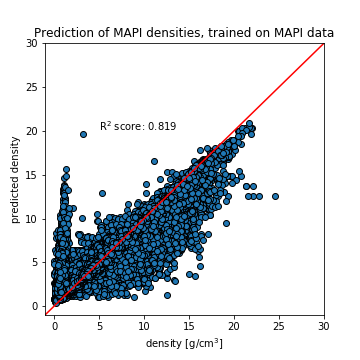 Prediction of MAPI densities, trained on MAPI data
30
25
20
15
10
5
0
R² score: 0.819
predicted density
0 5 10 15 20 25 30
density [g/cm³]